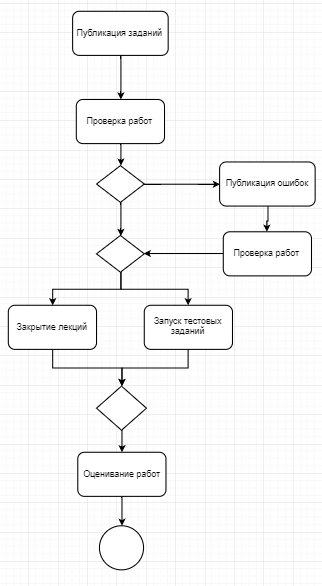 Публикация заданий
Проверка работ
Публикация ошибок
Проверка работ
Закрытие лекций
Запуск тестовых
заданий
Оценивание работ